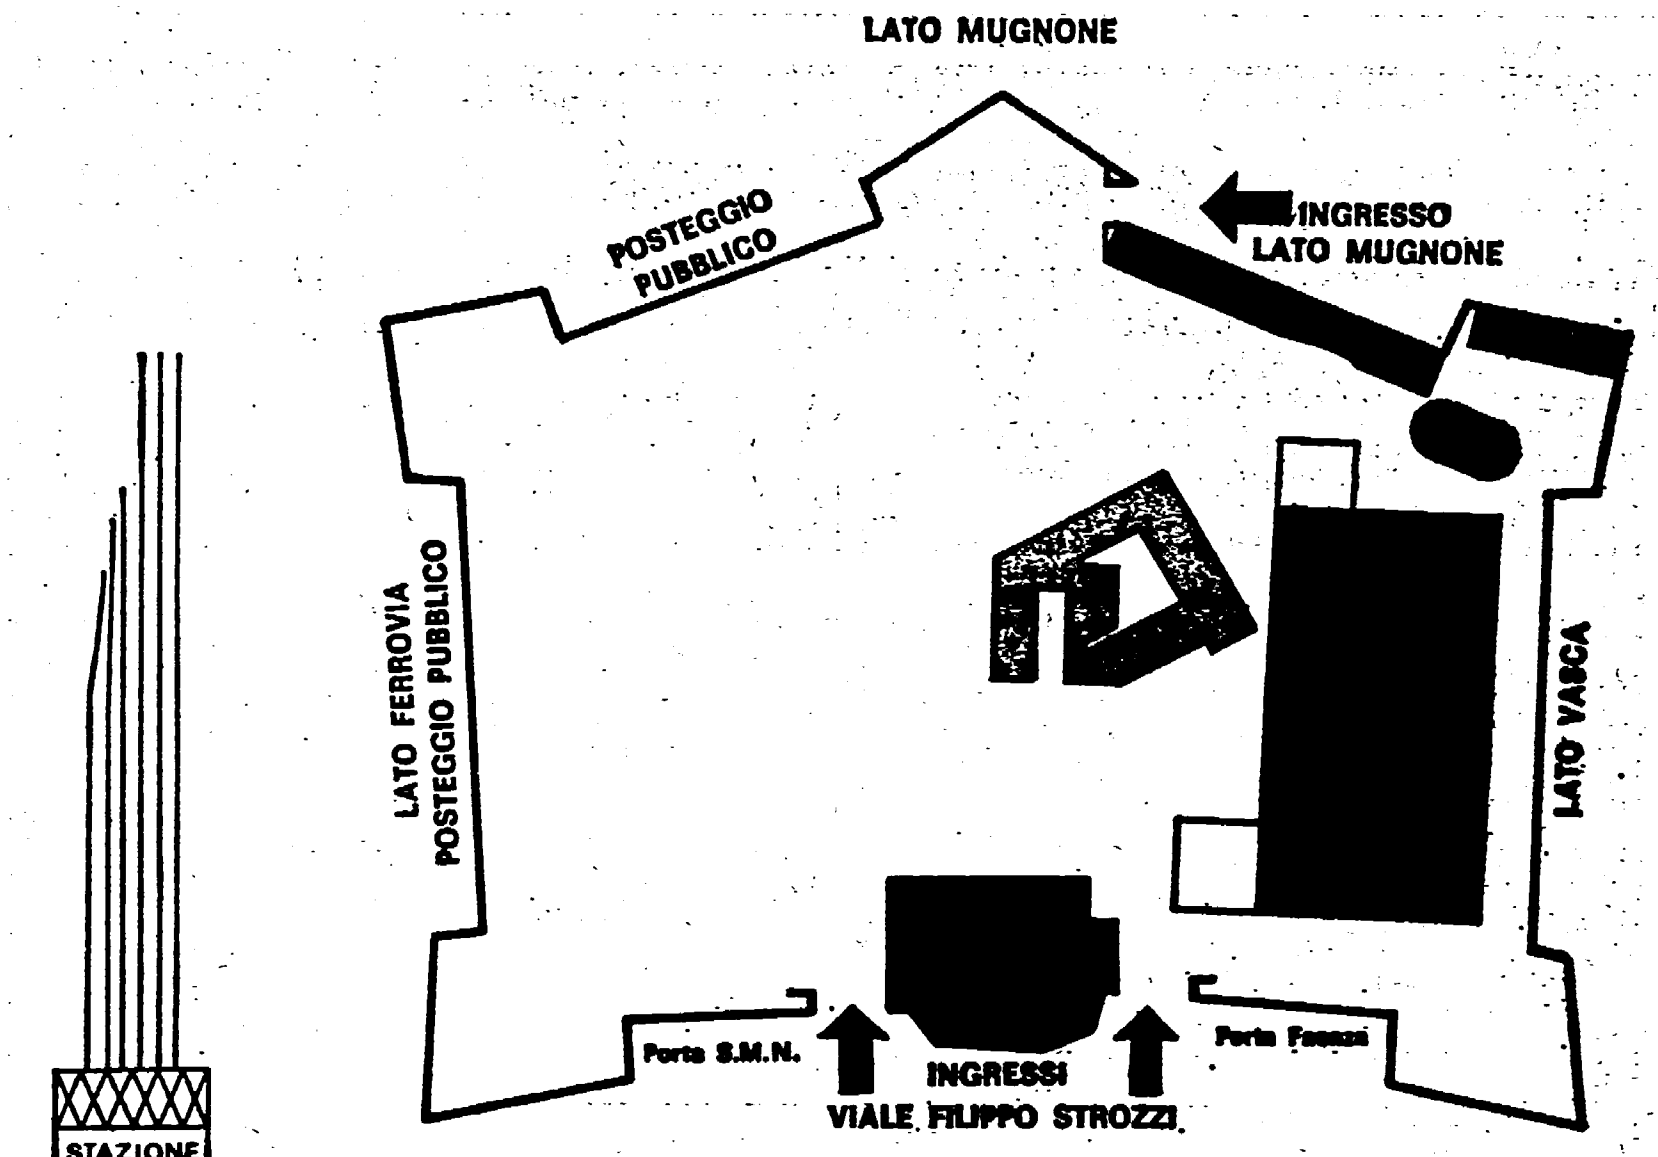 LATO MUGNONE
POSTEGGIO
PUBBLICO
INGRESSO
LATO MUGNONE
LATO FERROVIA
POSTEGGIO PUBBLICO
LATO VASCA
Porta S.M.N.
Porta Faenza
INGRESSI
VIALE FILIPPO STROZZI
STAZIONE